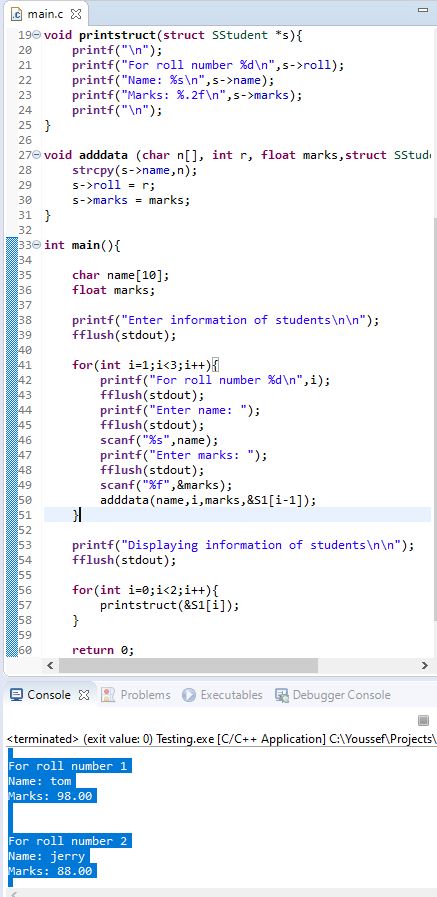 main.c
19 void printstruct(struct SStudent *s){
20     printf("\n");
21     printf("For roll number %d\n",s->roll);
22     printf("Name: %s\n",s->name);
23     printf("Marks: %.2f\n",s->marks);
24     printf("\n");
25 }
26
27 void adddata (char n[], int r, float marks,struct SStude
28     strcpy(s->name,n);
29     s->roll = r;
30     s->marks = marks;
31 }
32
33 int main(){
34
35     char name[10];
36     float marks;
37
38     printf("Enter information of students\n\n");
39     fflush(stdout);
40
41     for(int i=1;i<3;i++){
42         printf("For roll number %d\n",i);
43         fflush(stdout);
44         printf("Enter name: ");
45         fflush(stdout);
46         scanf("%s",name);
47         printf("Enter marks: ");
48         fflush(stdout);
49         scanf("%f",&marks);
50         adddata(name,i,marks,&S1[i-1]);
51     }
52
53     printf("Displaying information of students\n\n");
54     fflush(stdout);
55
56     for(int i=0;i<2;i++){
57         printstruct(&S1[i]);
58     }
59
60     return 0;
Console Problems Executables Debugger Console
<terminated> (exit value: 0) Testing.exe [C/C++ Application] C:\Youssef\Projects\
For roll number 1
Name: tom
Marks: 98.00
For roll number 2
Name: jerry
Marks: 88.00